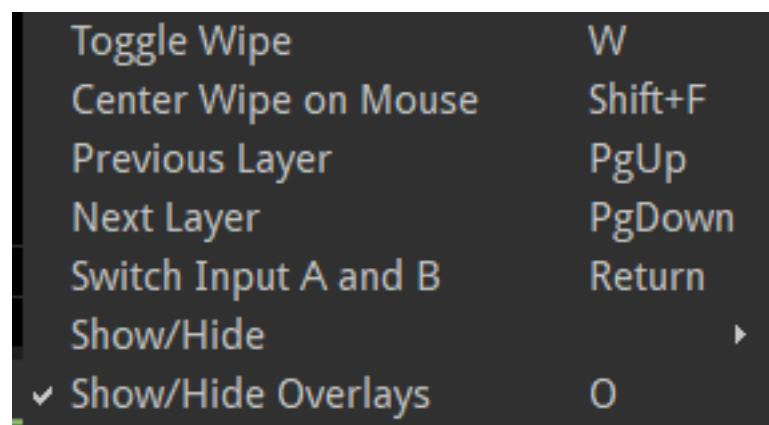 Toggle Wipe W
Center Wipe on Mouse Shift+F
Previous Layer PgUp
Next Layer PgDown
Switch Input A and B Return
Show/Hide
Show/Hide Overlays O